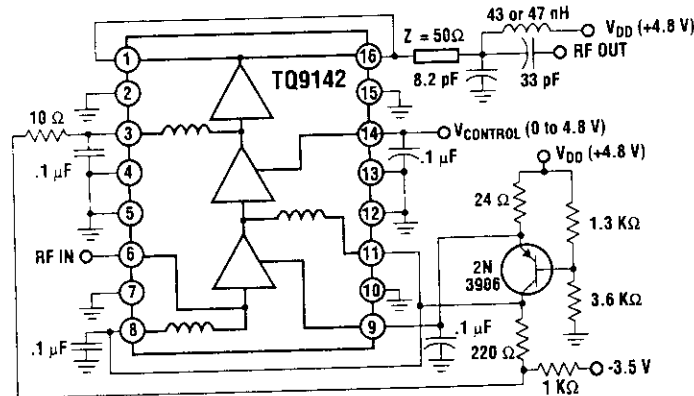 43 or 47 nH
VDD (+4.8 V)
Z = 50Ω
RF OUT
8.2 pF
33 pF
TQ9142
1
16
2
15
10 Ω
3
14
VCONTROL (0 to 4.8 V)
.1 µF
.1 µF
4
13
VDD (+4.8 V)
5
12
24 Ω
1.3 KΩ
RF IN
6
11
2N
3906
7
10
3.6 KΩ
.1 µF
8
9
.1 µF
220 Ω
-3.5 V
1 KΩ